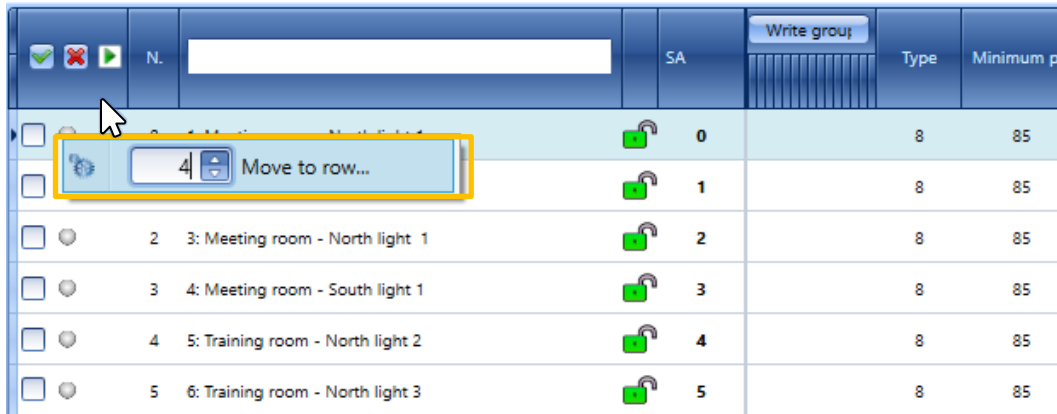 Write group
N. SA Type Minimum p
0 85
8 85
4 Move to row...
1 8 85
2 3: Meeting room - North light 1 2 8 85
3 4: Meeting room - South light 1 3 8 85
4 5: Training room - North light 2 4 8 85
5 6: Training room - North light 3 5 8 85